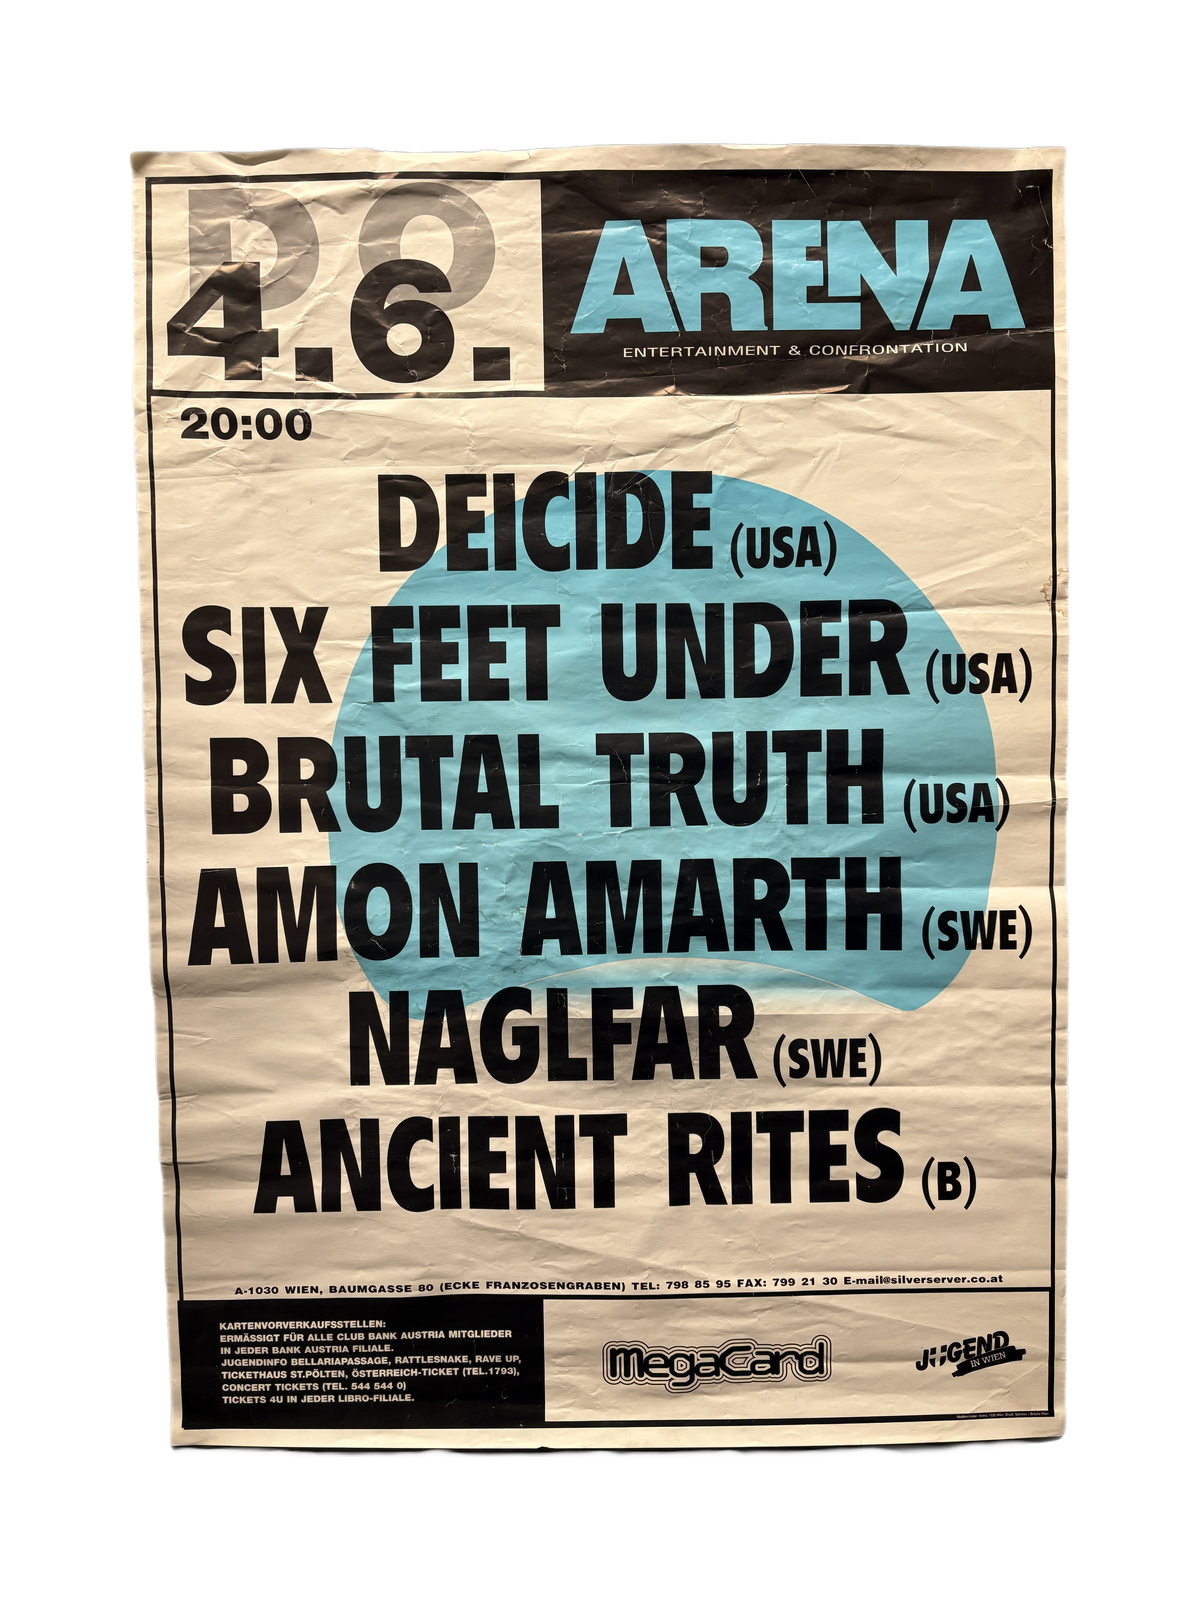 DO
4.6.
ARENA
ENTERTAINMENT & CONFRONTATION
20:00
DEICIDE (USA)
SIX FEET UNDER (USA)
BRUTAL TRUTH (USA)
AMON AMARTH (SWE)
NAGLFAR (SWE)
ANCIENT RITES (B)
A-1030 WIEN, BAUMGASSE 80 (ECKE FRANZOSENGRABEN) TEL: 798 85 95 FAX: 799 21 30 E-mail@silverserver.co.at
KARTENVORVERKAUFSSTELLEN:
ERMÄSSIGT FÜR ALLE CLUB BANK AUSTRIA MITGLIEDER
IN JEDER BANK AUSTRIA FILIALE.
JUGENDINFO BELLARIAPASSAGE, RATTLESNAKE, RAVE UP,
TICKETHAUS ST.PÖLTEN, ÖSTERREICH-TICKET (TEL.1793),
CONCERT TICKETS (TEL. 544 544 0)
TICKETS 4U IN JEDER LIBRO-FILIALE.
MegaCard
JUGEND
IN WIEN